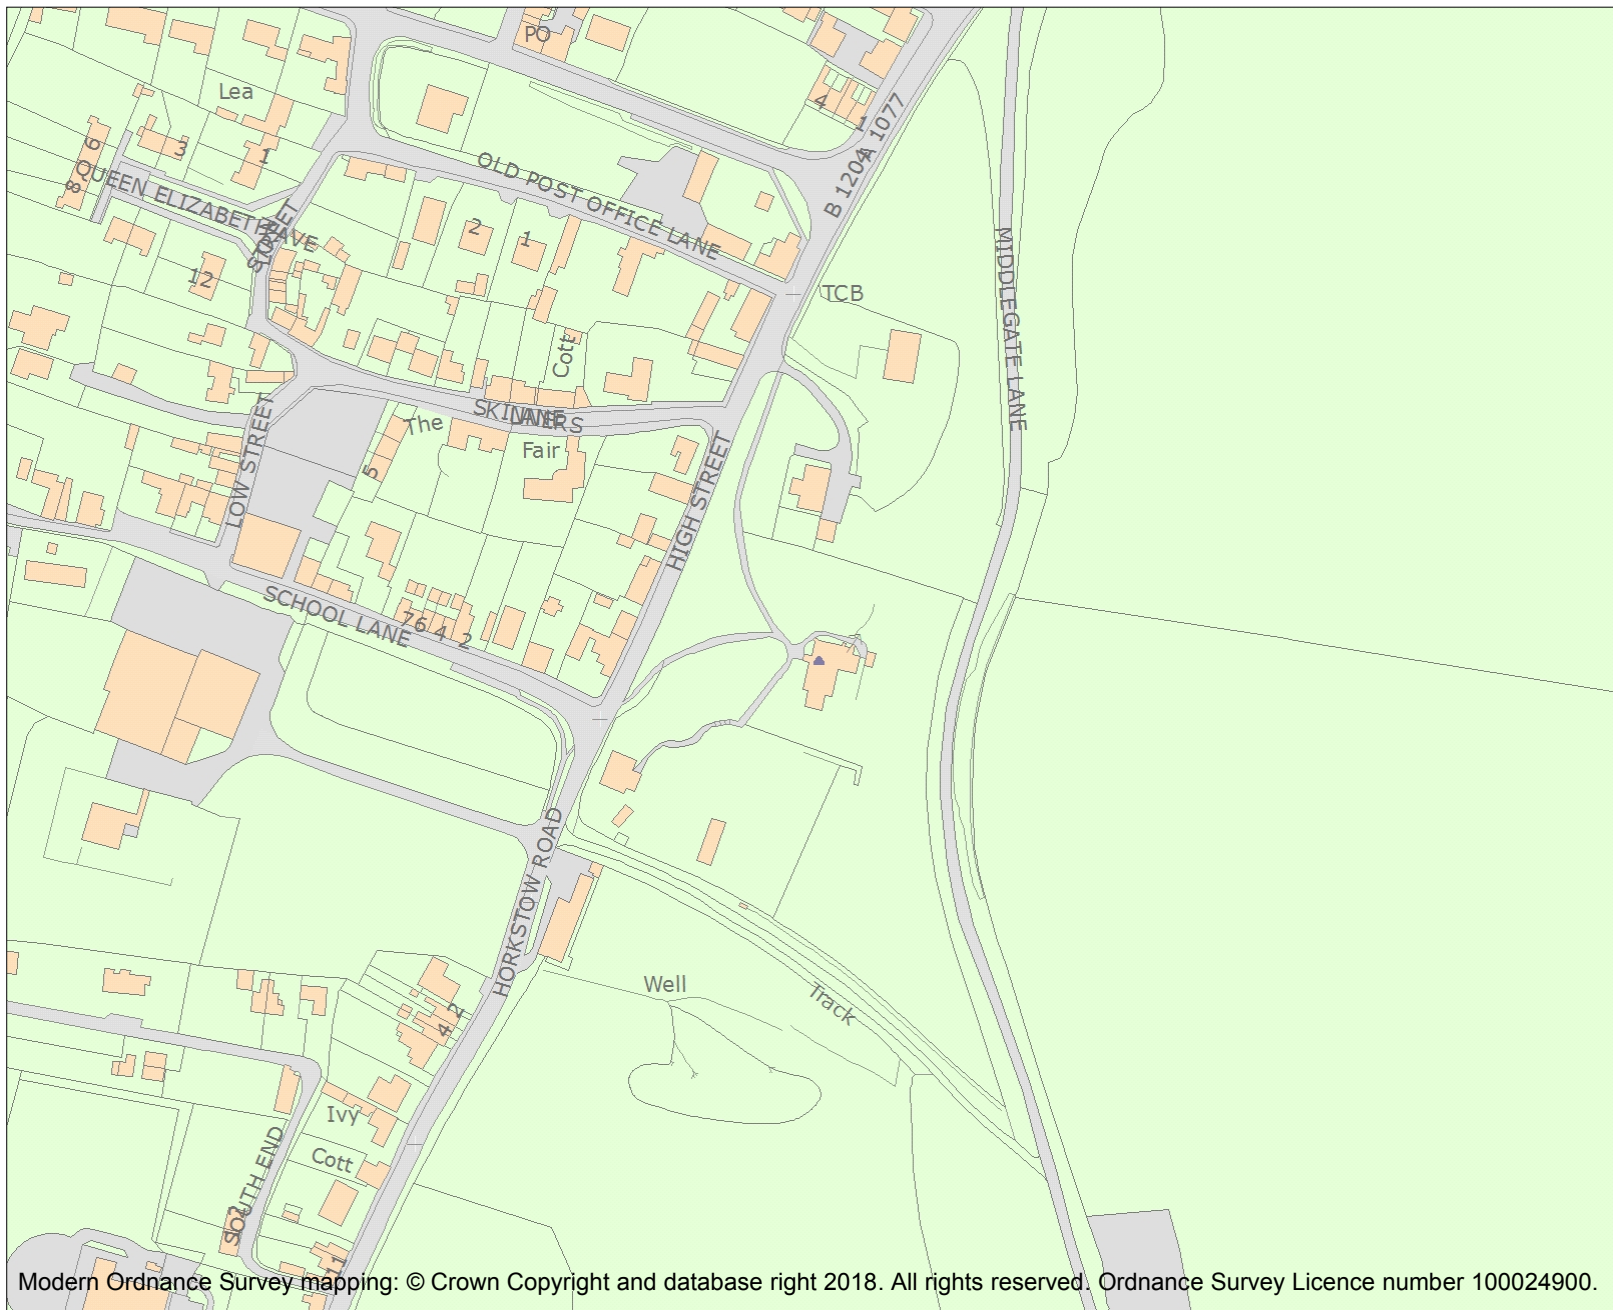 PO
Lea
4
1
A 1077
B 1204
6
3
1
8
QUEEN ELIZABETH AVE
OLD POST OFFICE LANE
2
1
12
TCB
MIDDLEGATE LANE
Cott
SKINNERS
LANE
The
Fair
5
LOW STREET
HIGH STREET
SCHOOL LANE
7 6 4 2
HORKSTOW ROAD
Well
Track
2
4
Ivy
Cott
SOUTH END
11
Modern Ordnance Survey mapping: © Crown Copyright and database right 2018. All rights reserved. Ordnance Survey Licence number 100024900.